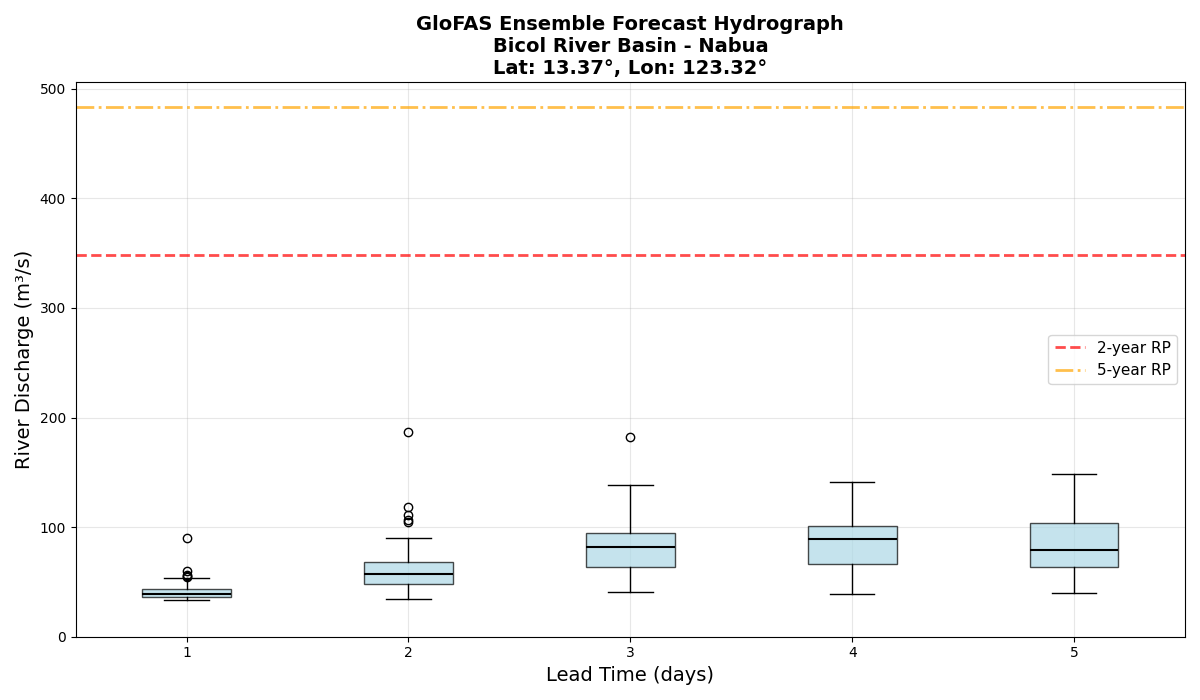 GloFAS Ensemble Forecast Hydrograph
Bicol River Basin - Nabua
Lat: 13.37°, Lon: 123.32°
River Discharge (m³/s)
500
400
300
200
100
0
2-year RP
5-year RP
1 2 3 4 5
Lead Time (days)